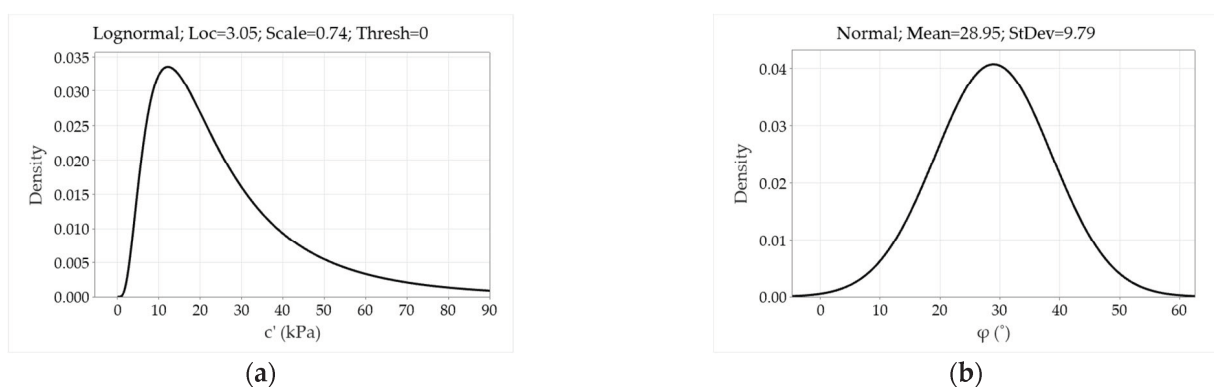 Lognormal; Loc=3.05; Scale=0.74; Thresh=0
0.035
0.030
0.025
0.020
0.015
0.010
0.005
0.000
Density
0 10 20 30 40 50 60 70 80 90
c' (kPa)
(a)
Normal; Mean=28.95; StDev=9.79
0.04
0.03
0.02
0.01
0.00
Density
0 10 20 30 40 50 60
φ (°)
(b)